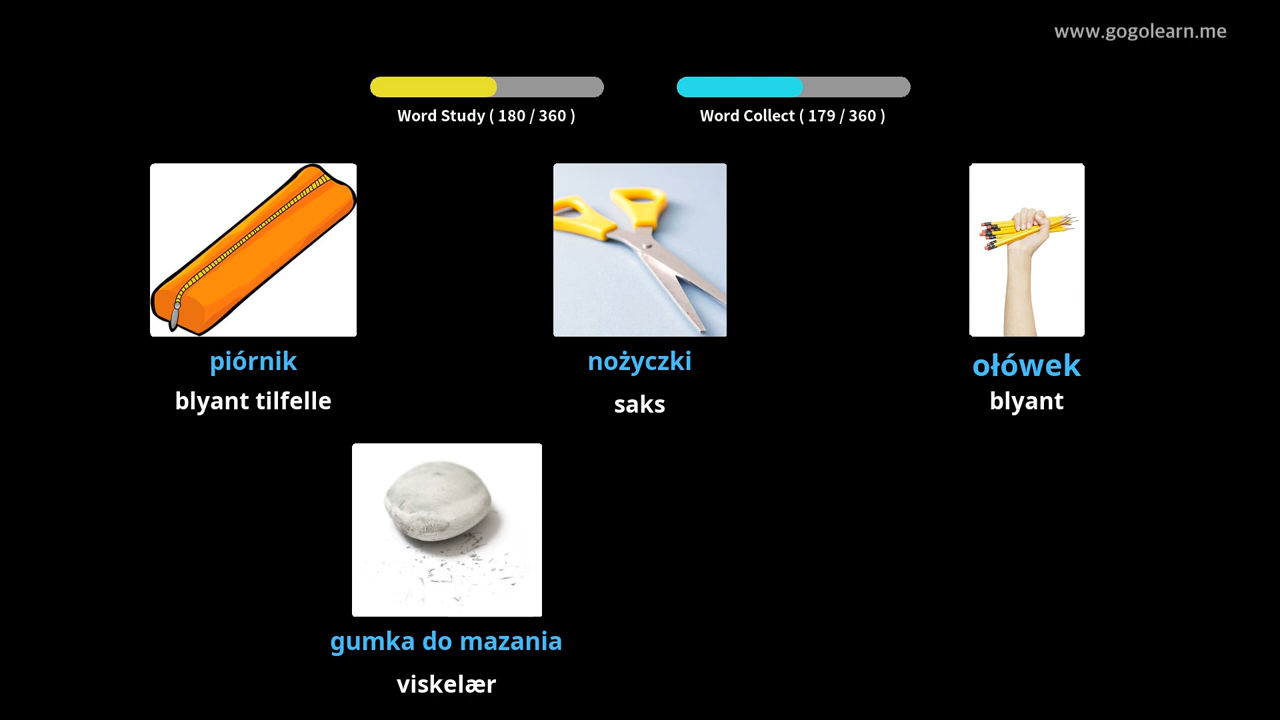 www.gogolearn.me
Word Study ( 180 / 360 )
Word Collect ( 179 / 360 )
piórnik
nożyczki
ołówek
blyant tilfelle
saks
blyant
gumka do mazania
viskelær